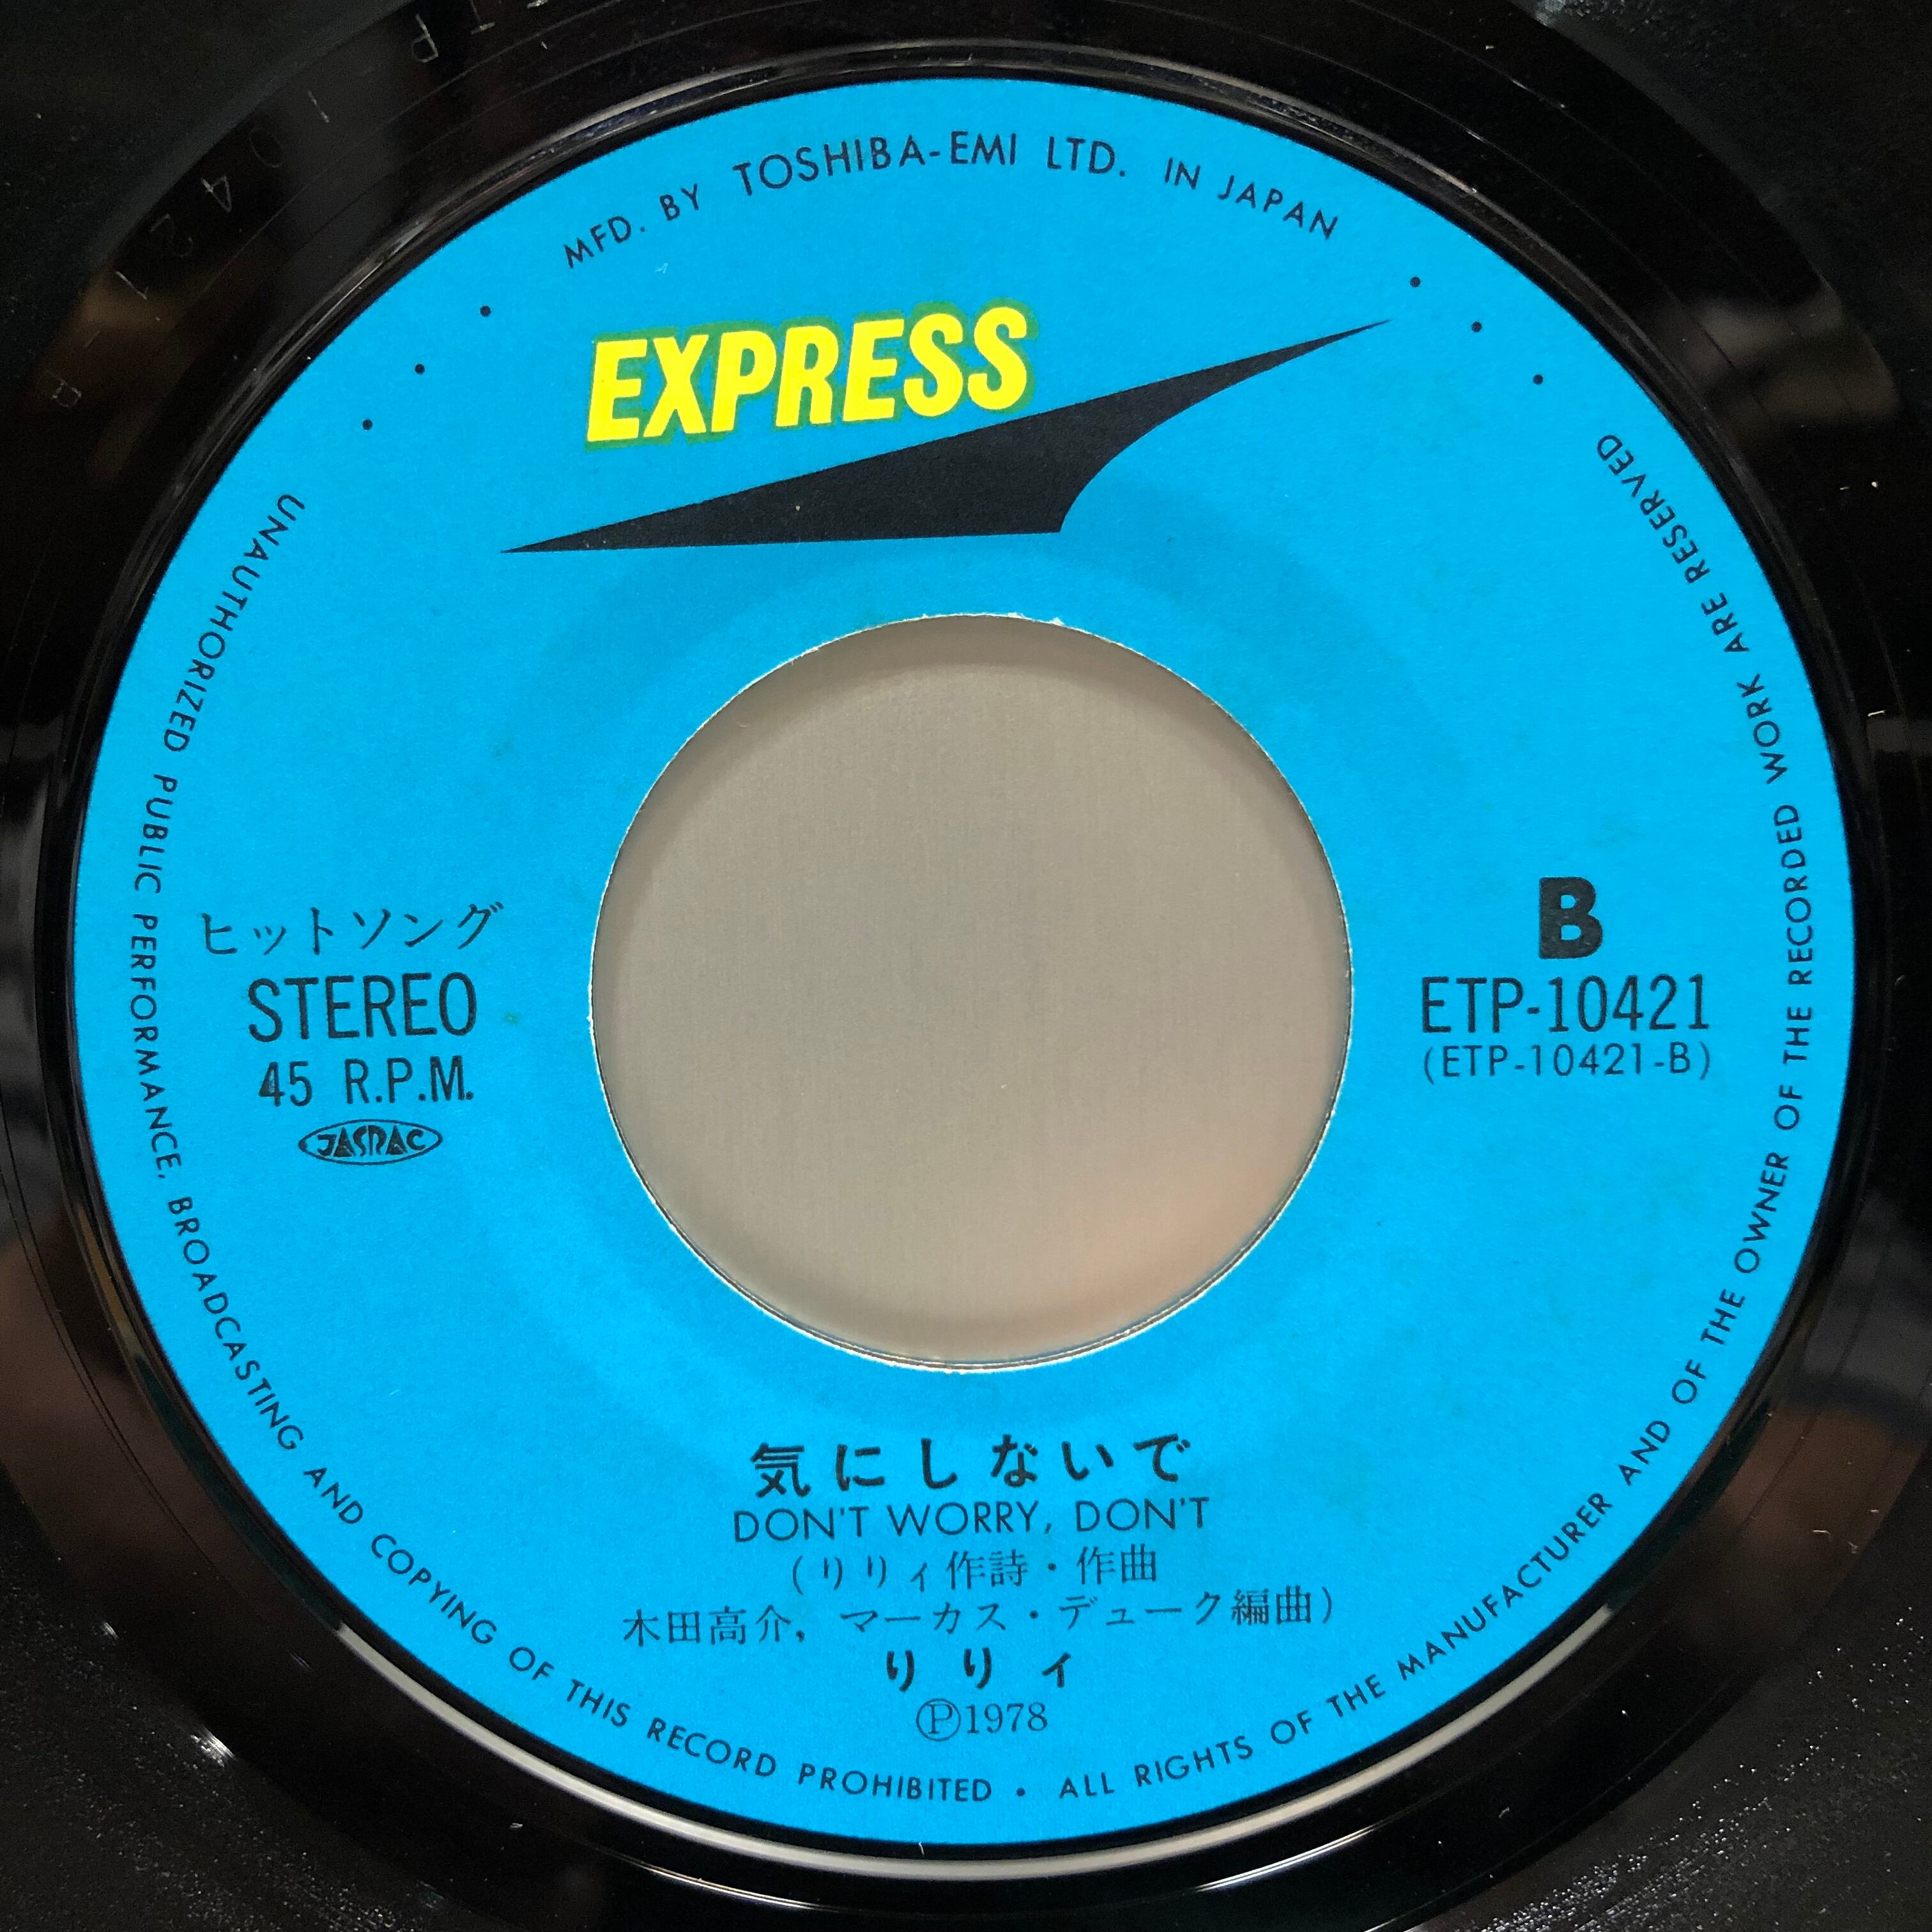 MFD. BY TOSHIBA-EMI LTD. IN JAPAN
EXPRESS
ヒットソング
STEREO
45 R.P.M.
JASRAC
B
ETP-10421
(ETP-10421-B)
気にしないで
DON'T WORRY, DON'T
(りりィ作詩・作曲
木田高介, マーカス・デューク編曲)
りりィ
Ⓟ1978
UNAUTHORIZED PUBLIC PERFORMANCE, BROADCASTING AND COPYING OF THIS RECORD PROHIBITED • ALL RIGHTS OF THE MANUFACTURER AND OF THE OWNER OF THE RECORDED WORK ARE RESERVED